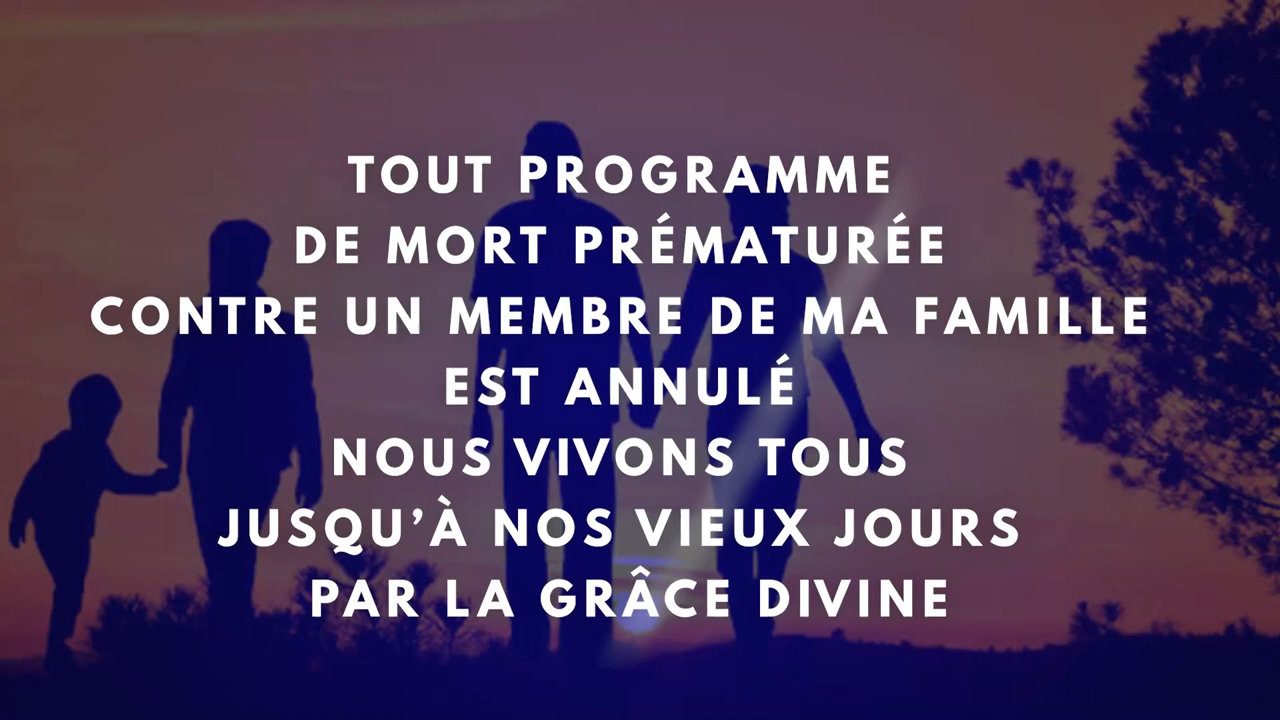 TOUT PROGRAMME
DE MORT PRÉMATURÉE
CONTRE UN MEMBRE DE MA FAMILLE
EST ANNULÉ
NOUS VIVONS TOUS
JUSQU’À NOS VIEUX JOURS
PAR LA GRÂCE DIVINE